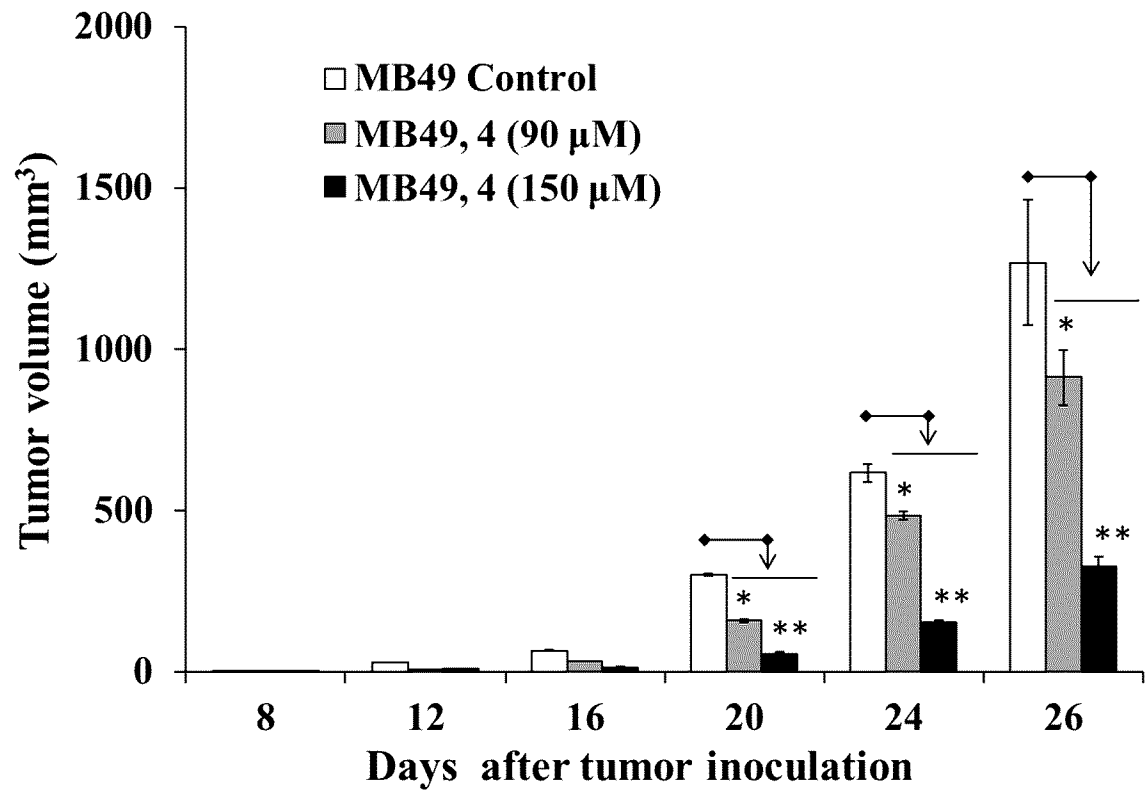 2000
1500
1000
500
0
Tumor volume (mm³)
MB49 Control
MB49, 4 (90 µM)
MB49, 4 (150 µM)
*
**
*
**
*
**
8 12 16 20 24 26
Days after tumor inoculation